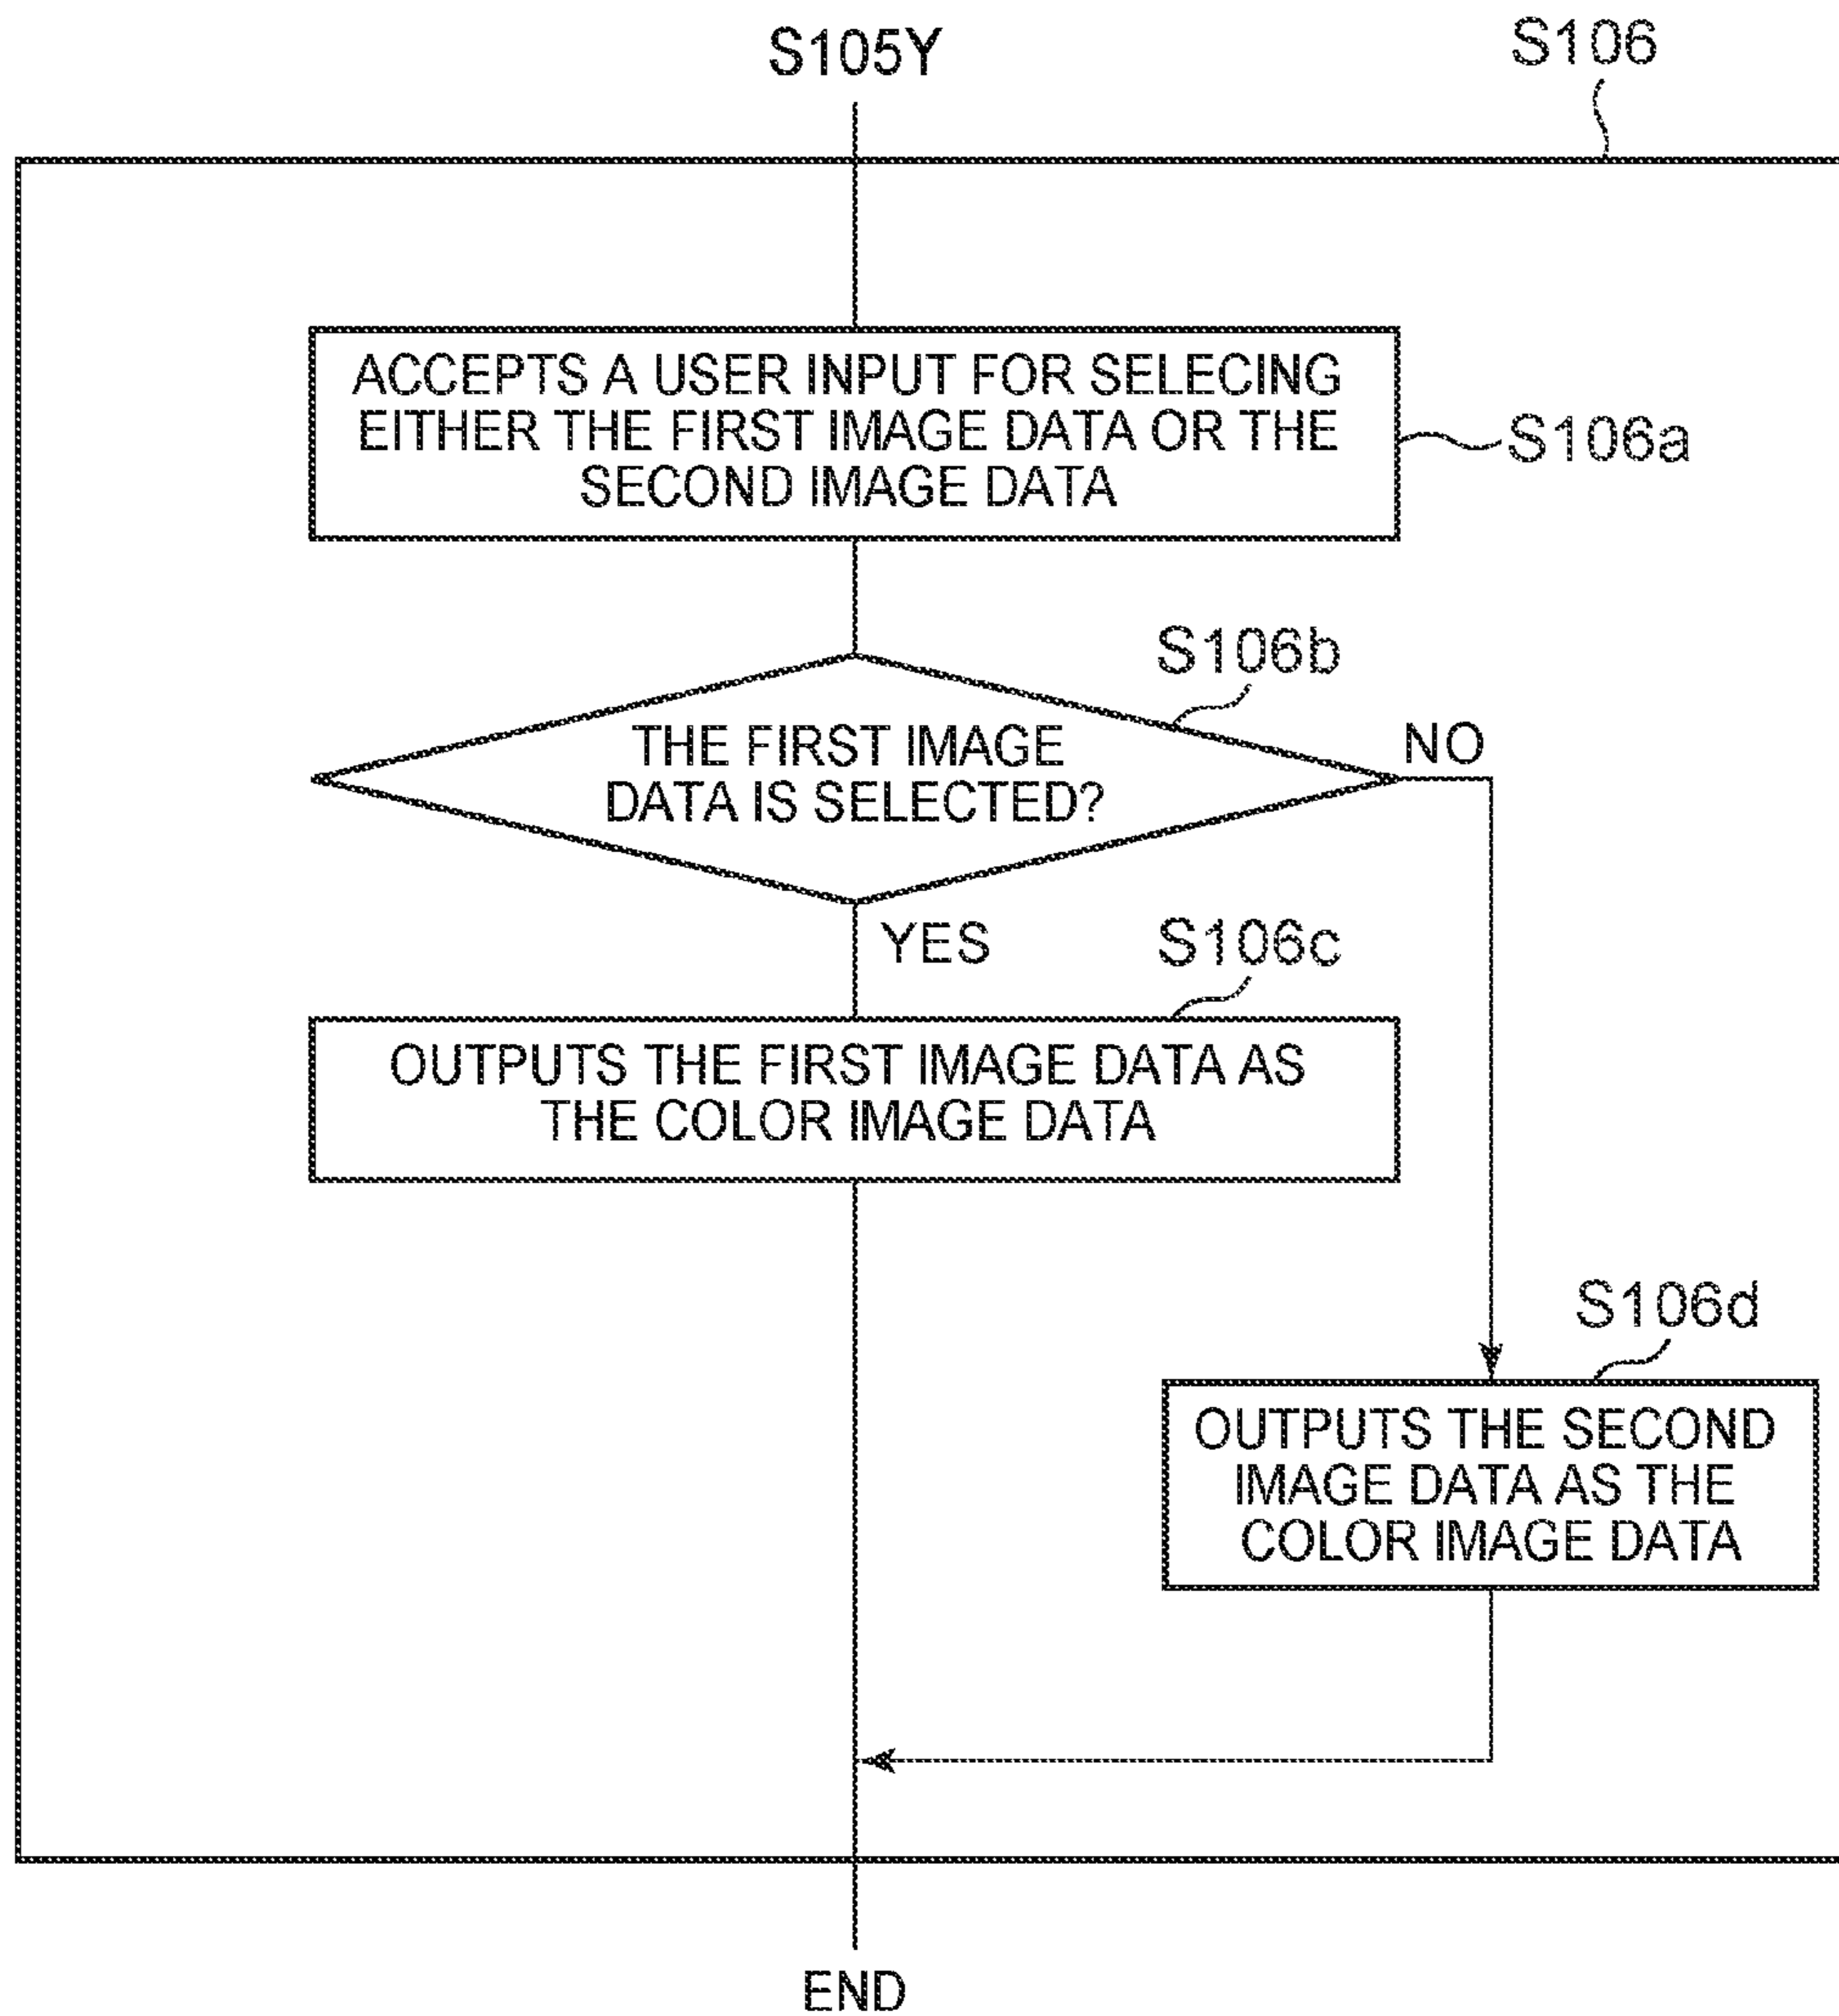 S105Y
S106
ACCEPTS A USER INPUT FOR SELECING
EITHER THE FIRST IMAGE DATA OR THE
SECOND IMAGE DATA
S106a
S106b
THE FIRST IMAGE
DATA IS SELECTED?
NO
YES
S106c
OUTPUTS THE FIRST IMAGE DATA AS
THE COLOR IMAGE DATA
S106d
OUTPUTS THE SECOND
IMAGE DATA AS THE
COLOR IMAGE DATA
END